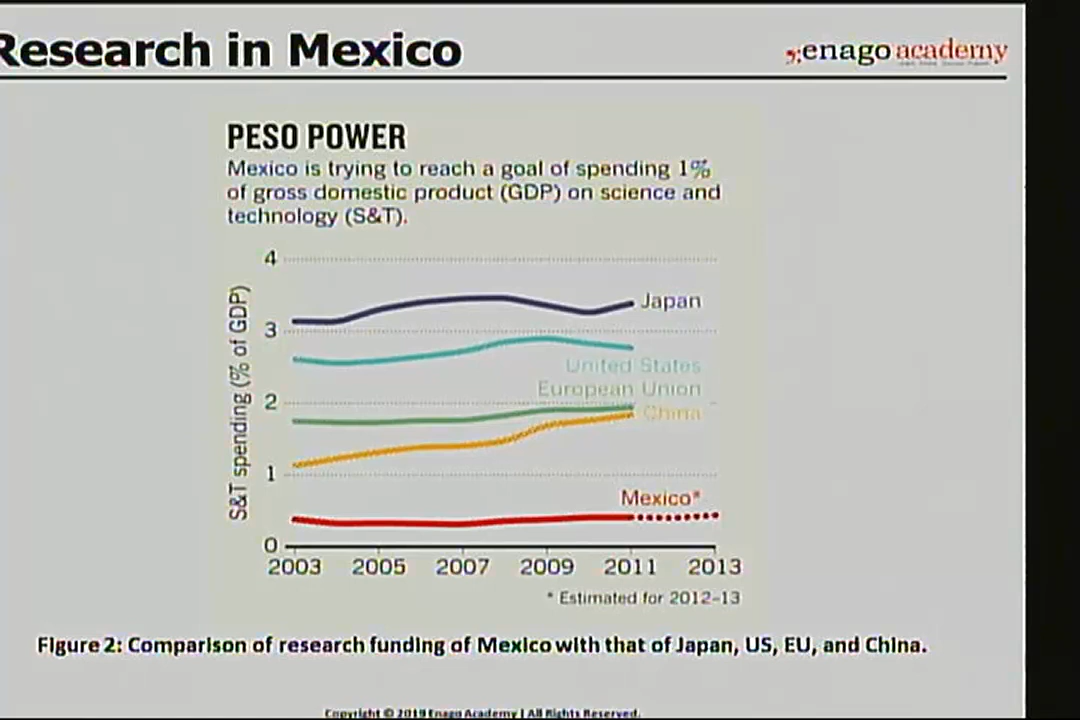 Research in Mexico
enago academy
PESO POWER
Mexico is trying to reach a goal of spending 1%
of gross domestic product (GDP) on science and
technology (S&T).
S&T spending (% of GDP)
4
3
2
1
0
Japan
United States
European Union
China
Mexico*
2003 2005 2007 2009 2011 2013
* Estimated for 2012-13
Figure 2: Comparison of research funding of Mexico with that of Japan, US, EU, and China.
Copyright © 2019 Enago Academy | All Rights Reserved.